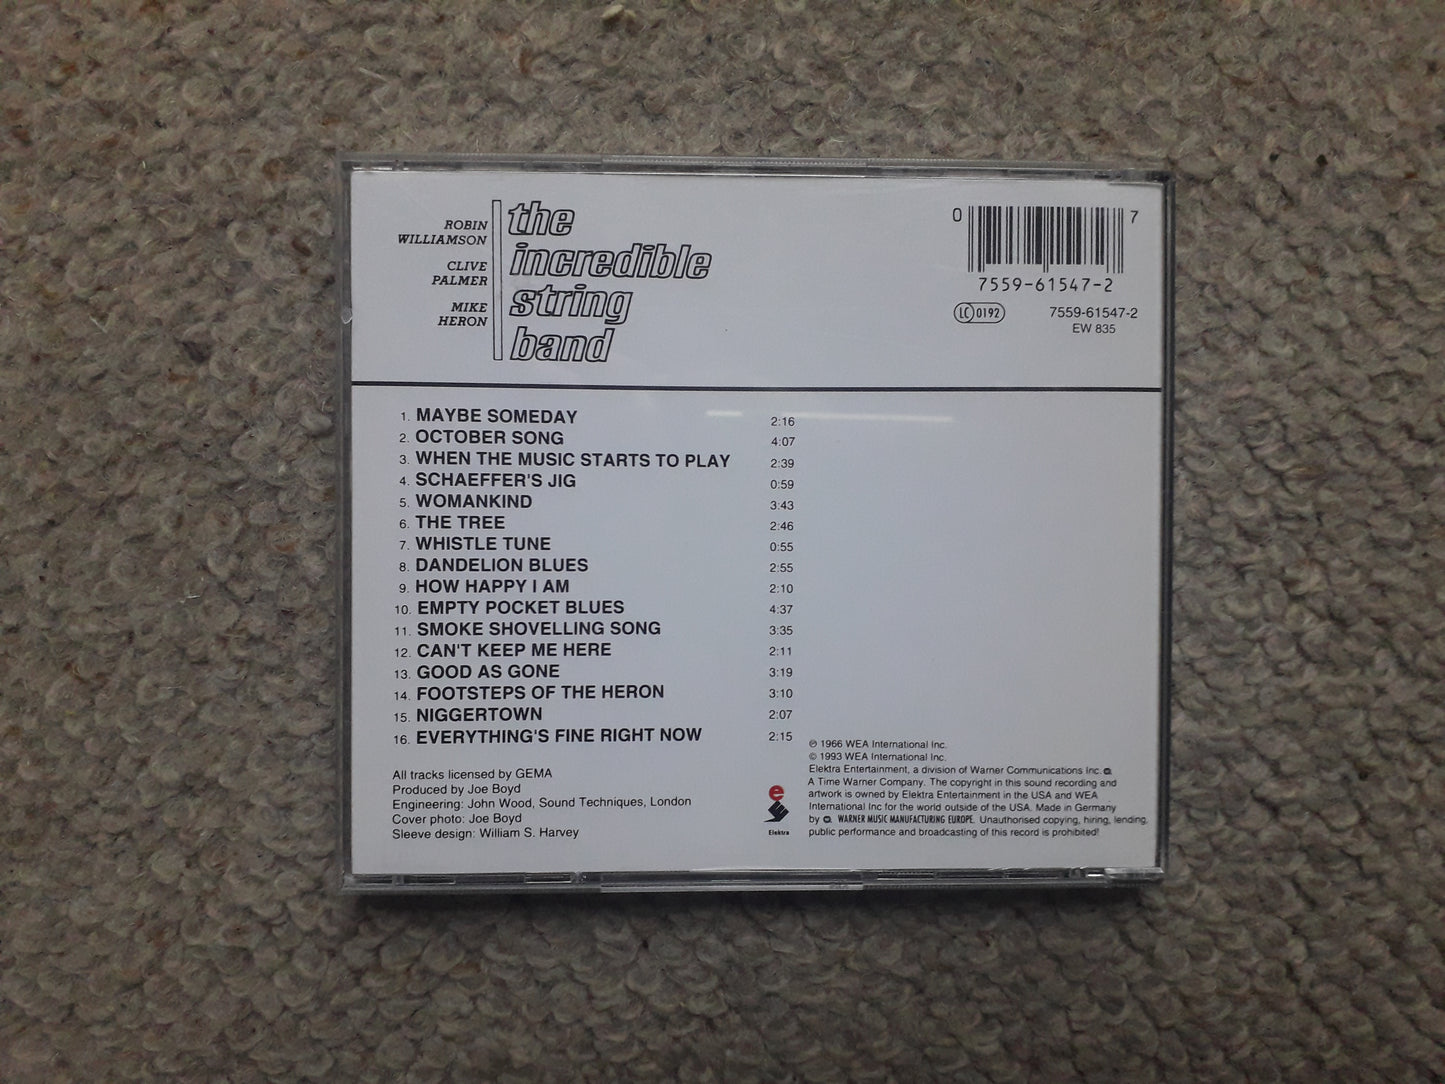 ROBIN
WILLIAMSON
CLIVE
PALMER
MIKE
HERON
the
incredible
string
band
0 7
7559-61547-2
LC 0192
7559-61547-2
EW 835
1. MAYBE SOMEDAY 2:16
2. OCTOBER SONG 4:07
3. WHEN THE MUSIC STARTS TO PLAY 2:39
4. SCHAEFFER'S JIG 0:59
5. WOMANKIND 3:43
6. THE TREE 2:46
7. WHISTLE TUNE 0:55
8. DANDELION BLUES 2:55
9. HOW HAPPY I AM 2:10
10. EMPTY POCKET BLUES 4:37
11. SMOKE SHOVELLING SONG 3:35
12. CAN'T KEEP ME HERE 2:11
13. GOOD AS GONE 3:19
14. FOOTSTEPS OF THE HERON 3:10
15. NIGGERTOWN 2:07
16. EVERYTHING'S FINE RIGHT NOW 2:15
All tracks licensed by GEMA
Produced by Joe Boyd
Engineering: John Wood, Sound Techniques, London
Cover photo: Joe Boyd
Sleeve design: William S. Harvey
e
Elektra
℗ 1966 WEA International Inc.
© 1993 WEA International Inc.
Elektra Entertainment, a division of Warner Communications Inc.
A Time Warner Company. The copyright in this sound recording and
artwork is owned by Elektra Entertainment in the USA and WEA
International Inc for the world outside of the USA. Made in Germany
by WARNER MUSIC MANUFACTURING EUROPE. Unauthorised copying, hiring, lending,
public performance and broadcasting of this record is prohibited!